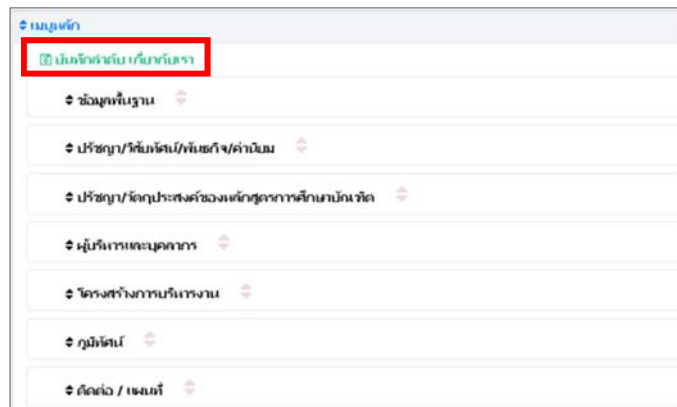 เมนูหลัก
บันทึกลำดับ เกี่ยวกับเรา
ข้อมูลพื้นฐาน
ปรัชญา/วิสัยทัศน์/พันธกิจ/ค่านิยม
ปรัชญา/วัตถุประสงค์ของหลักสูตรการศึกษาบัณฑิต
ผู้บริหารและบุคลากร
โครงสร้างการบริหารงาน
ภูมิทัศน์
ติดต่อ / แผนที่